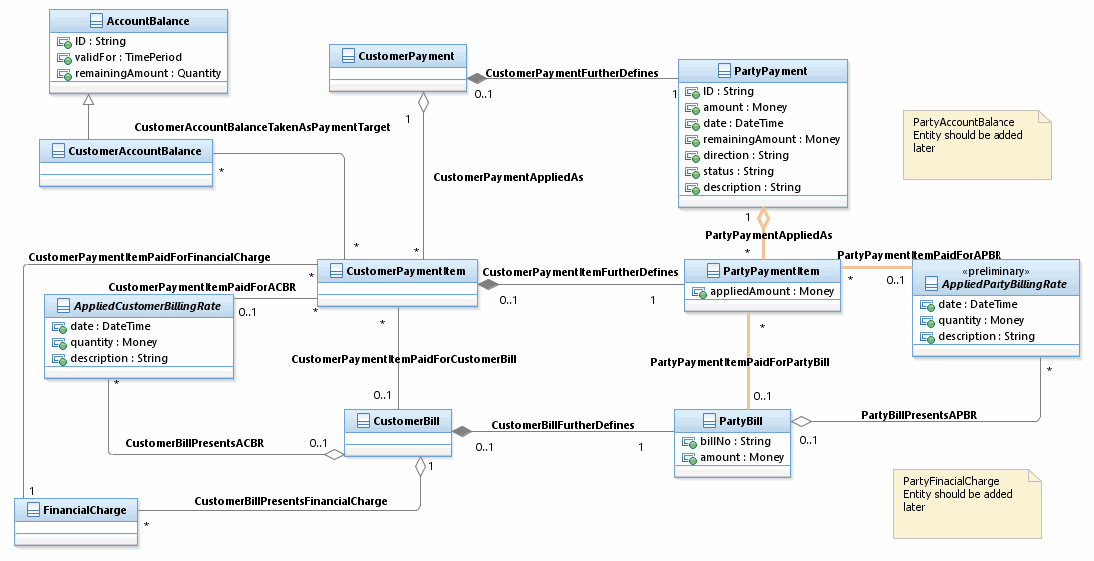 AccountBalance
ID : String
validFor : TimePeriod
remainingAmount : Quantity
CustomerPayment
CustomerPaymentFurtherDefines
0..1
1
PartyPayment
ID : String
amount : Money
date : DateTime
remainingAmount : Money
direction : String
status : String
description : String
PartyAccountBalance
Entity should be added
later
CustomerAccountBalanceTakenAsPaymentTarget
1
CustomerAccountBalance
*
*
CustomerPaymentAppliedAs
*
1
PartyPaymentAppliedAs
*
CustomerPaymentItemPaidForFinancialCharge
*
CustomerPaymentItem
CustomerPaymentItemFurtherDefines
0..1
1
PartyPaymentItem
appliedAmount : Money
PartyPaymentItemPaidForAPBR
*
0..1
«preliminary»
AppliedPartyBillingRate
date : DateTime
quantity : Money
description : String
*
CustomerPaymentItemPaidForACBR
0..1
*
AppliedCustomerBillingRate
date : DateTime
quantity : Money
description : String
*
*
CustomerPaymentItemPaidForCustomerBill
0..1
*
PartyPaymentItemPaidForPartyBill
0..1
CustomerBill
CustomerBillFurtherDefines
0..1
1
PartyBill
billNo : String
amount : Money
PartyBillPresentsAPBR
0..1
CustomerBillPresentsACBR
0..1
1
CustomerBillPresentsFinancialCharge
1
*
FinancialCharge
PartyFinacialCharge
Entity should be added
later